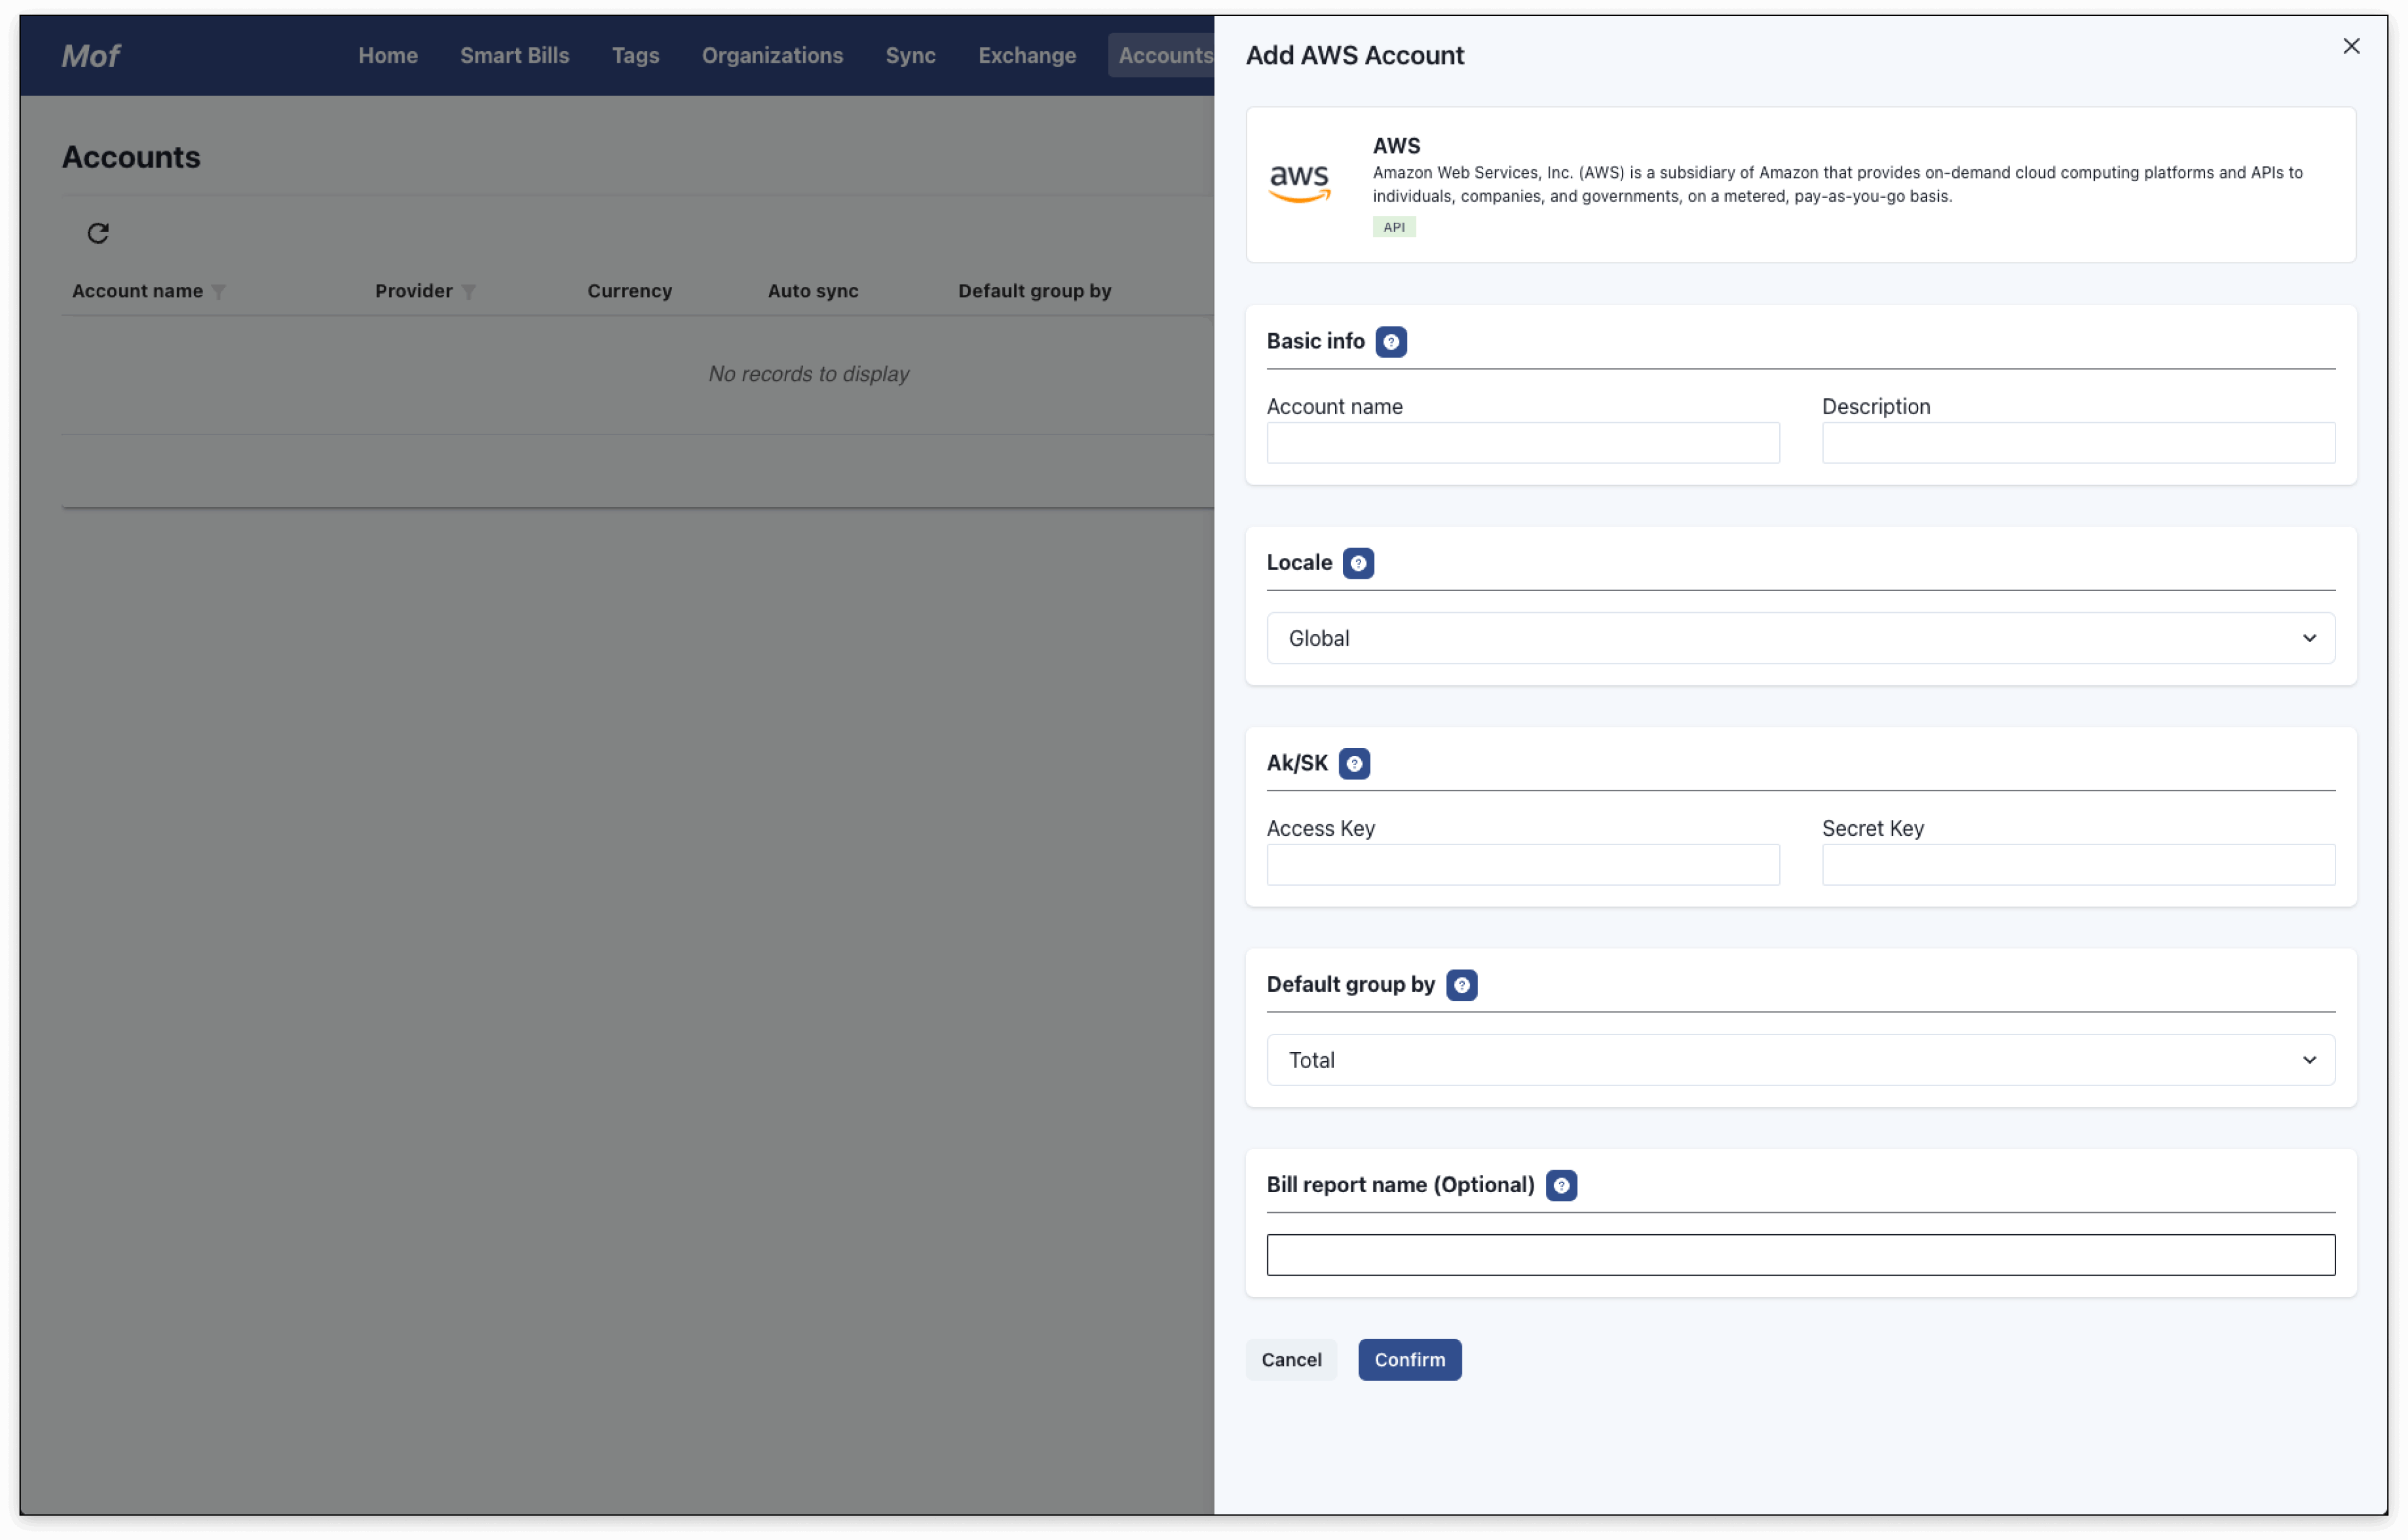 Mof
Home Smart Bills Tags Organizations Sync Exchange Accounts
Accounts
Account name Provider Currency Auto sync Default group by
No records to display
Add AWS Account
aws
AWS
Amazon Web Services, Inc. (AWS) is a subsidiary of Amazon that provides on-demand cloud computing platforms and APIs to
individuals, companies, and governments, on a metered, pay-as-you-go basis.
API
Basic info ?
Account name Description
Locale ?
Global
Ak/SK ?
Access Key Secret Key
Default group by ?
Total
Bill report name (Optional) ?
Cancel Confirm